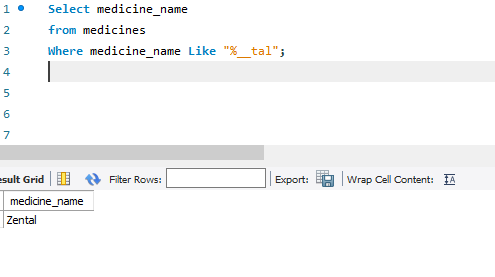 1 Select medicine_name
2 from medicines
3 Where medicine_name Like "%__tal";
4
5
6
7
esult Grid Filter Rows: Export: Wrap Cell Content: IA
medicine_name
Zental